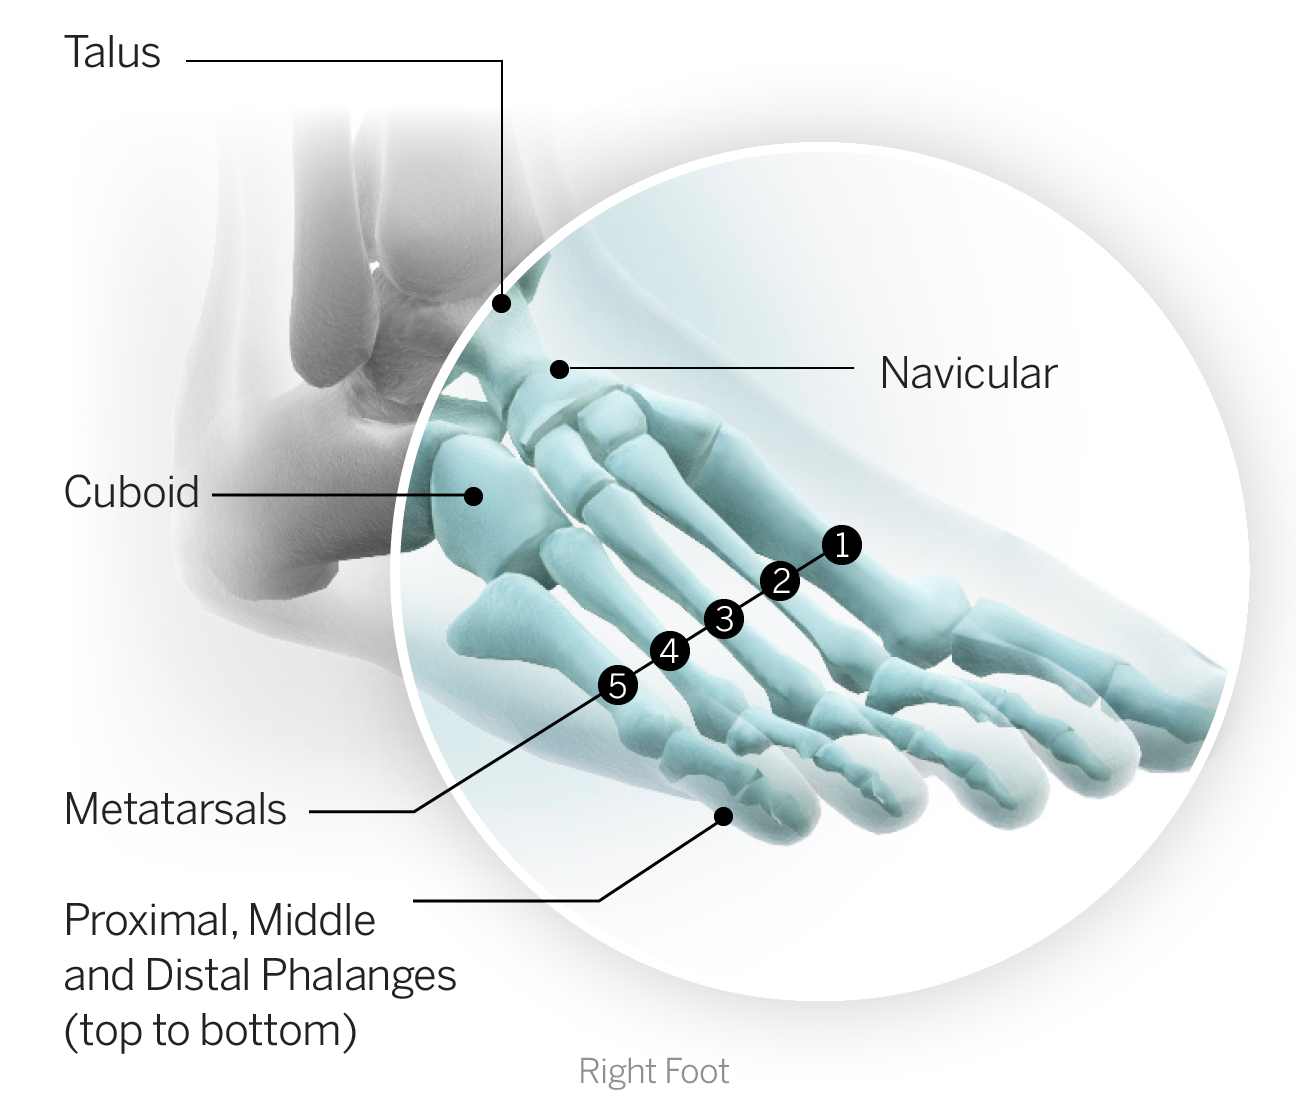 Talus
Navicular
Cuboid
1
2
3
4
5
Metatarsals
Proximal, Middle
and Distal Phalanges
(top to bottom)
Right Foot